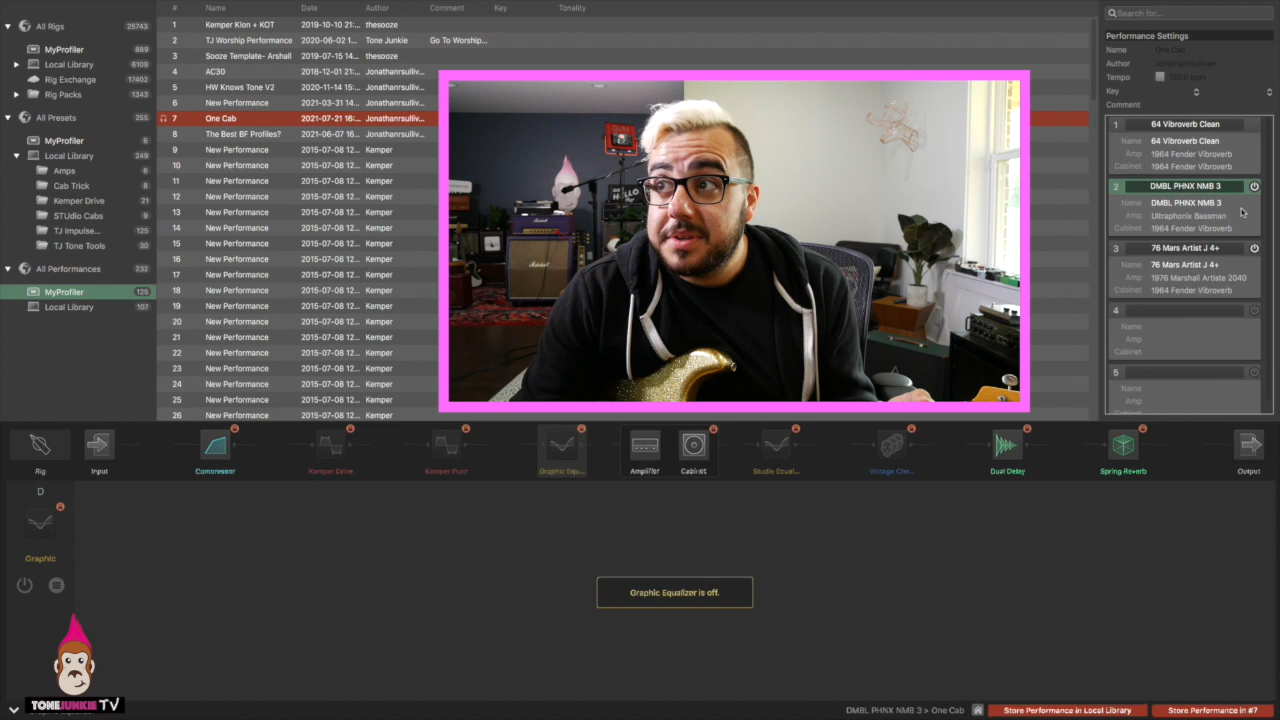 # Name Date Author Comment Key Tonality
All Rigs 25743
MyProfiler 889
Local Library 6109
Rig Exchange 17402
Rig Packs 1343
All Presets 255
MyProfiler 6
Local Library 249
Amps 6
Cab Trick 8
Kemper Drive 21
STUdio Cabs 9
TJ Impulse... 125
TJ Tone Tools 30
All Performances 232
MyProfiler 125
Local Library 107
1 Kemper Klon + KOT 2019-10-10 21:... thesooze
2 TJ Worship Performance 2020-06-02 1... Tone Junkie Go To Worship...
3 Sooze Template- Arshall 2019-07-15 14... thesooze
4 AC30 2018-12-01 21:... Jonathanrsulliv...
5 HW Knows Tone V2 2020-11-14 15:... Jonathanrsulliv...
6 New Performance 2021-03-31 14... Jonathanrsulliv...
7 One Cab 2021-07-21 16:... Jonathanrsulliv...
8 The Best BF Profiles? 2021-06-07 16... Jonathanrsulliv...
9 New Performance 2015-07-08 12... Kemper
10 New Performance 2015-07-08 12... Kemper
11 New Performance 2015-07-08 12... Kemper
12 New Performance 2015-07-08 12... Kemper
13 New Performance 2015-07-08 12... Kemper
14 New Performance 2015-07-08 12... Kemper
15 New Performance 2015-07-08 12... Kemper
16 New Performance 2015-07-08 12... Kemper
17 New Performance 2015-07-08 12... Kemper
18 New Performance 2015-07-08 12... Kemper
19 New Performance 2015-07-08 12... Kemper
20 New Performance 2015-07-08 12... Kemper
21 New Performance 2015-07-08 12... Kemper
22 New Performance 2015-07-08 12... Kemper
23 New Performance 2015-07-08 12... Kemper
24 New Performance 2015-07-08 12... Kemper
25 New Performance 2015-07-08 12... Kemper
26 New Performance 2015-07-08 12... Kemper
HELLO
Marshall
Search for...
Performance Settings
Name One Cab
Author Jonathanrsullivan
Tempo 120.0 bpm
Key
Comment
1 64 Vibroverb Clean
Name 64 Vibroverb Clean
Amp 1964 Fender Vibroverb
Cabinet 1964 Fender Vibroverb
2 DMBL PHNX NMB 3
Name DMBL PHNX NMB 3
Amp Ultraphonix Bassman
Cabinet 1964 Fender Vibroverb
3 76 Mars Artist J 4+
Name 76 Mars Artist J 4+
Amp 1976 Marshall Artiste 2040
Cabinet 1964 Fender Vibroverb
4
Name
Amp
Cabinet
5
Name
Amp
Rig Input Comoressor Kemper Drive Kemper Fuzz Graphic Equ... Amplifier Cabinet Studio Equal... Vintage Cho... Dual Delay Spring Reverb Output
D
Graphic
Graphic Equalizer is off.
TONEJUNKIE TV
DMBL PHNX NMB 3 > One Cab Store Performance in Local Library Store Performance in #7